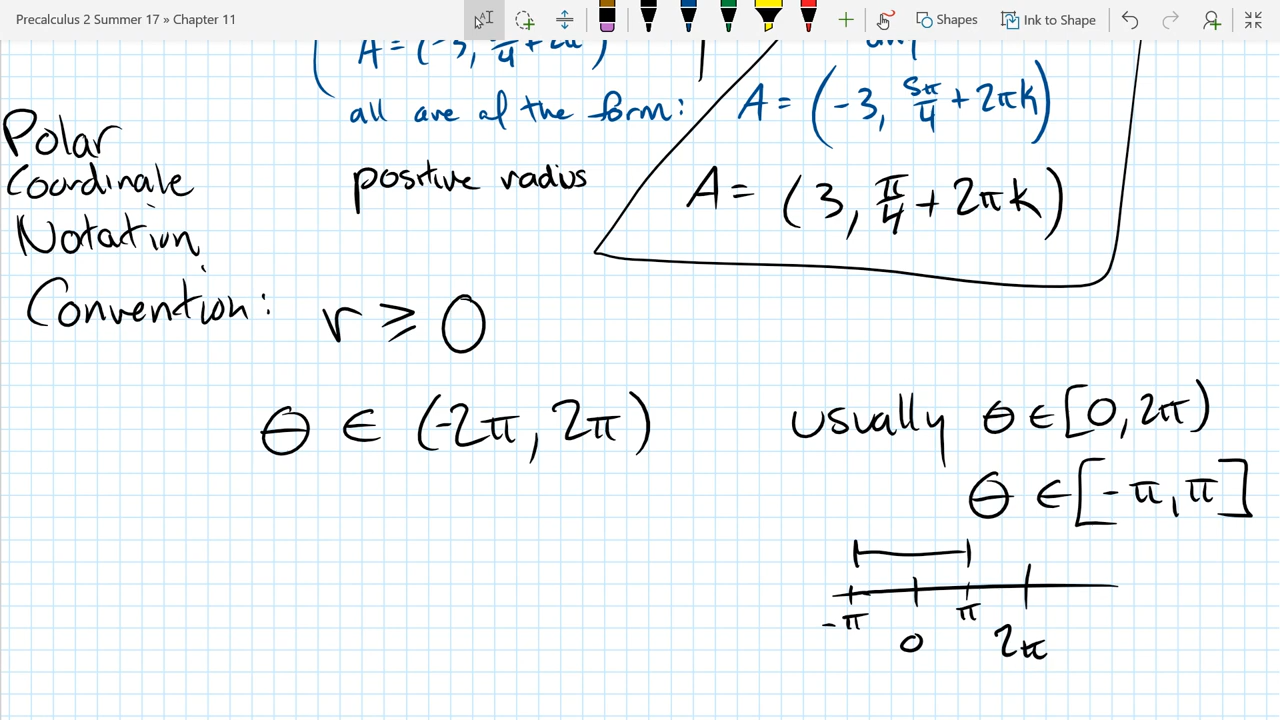 Precalculus 2 Summer 17 » Chapter 11
Shapes
Ink to Shape
all are of the form:
A = (-3, 5π/4 + 2πk)
positive radius
A = (3, π/4 + 2πk)
Polar
Coordinate
Notation
Convention:
r ≥ 0
θ ∈ (-2π, 2π)
usually θ ∈ [0, 2π)
θ ∈ [-π, π]
-π
0
π
2π